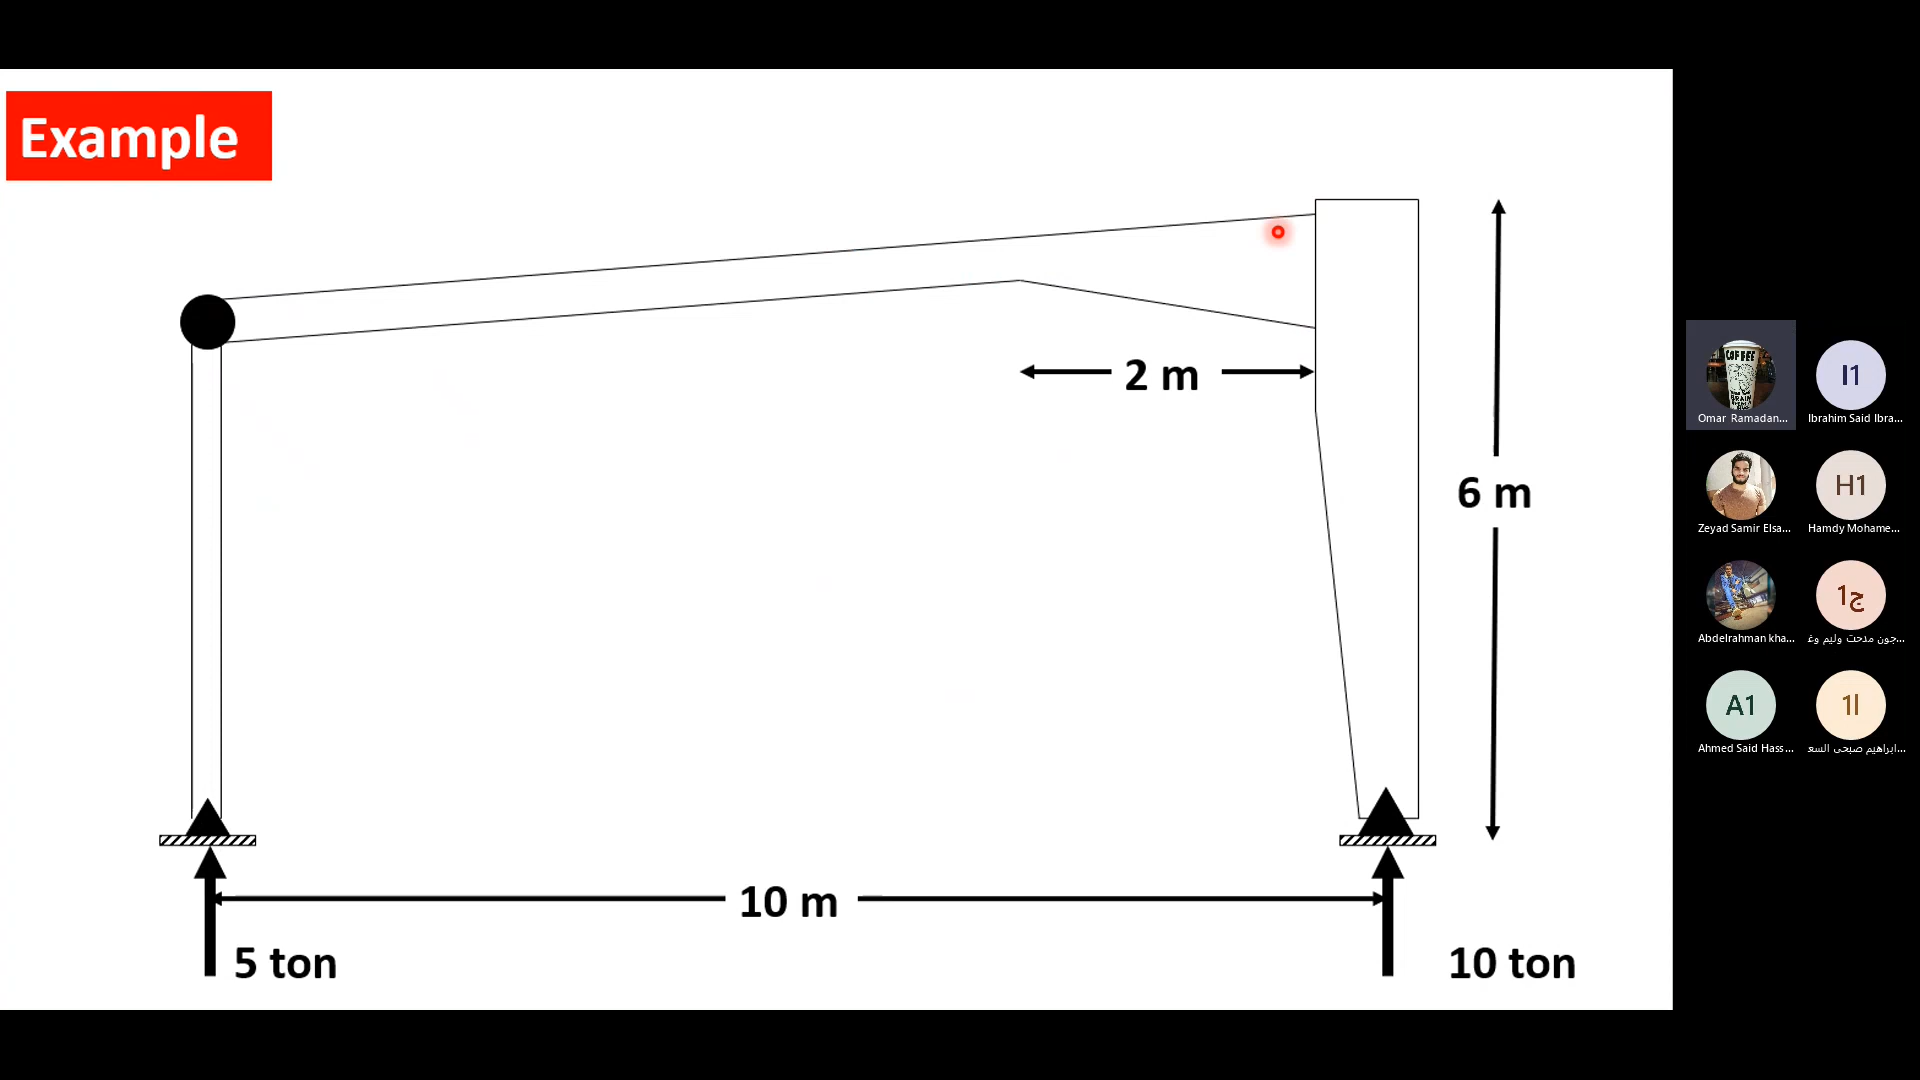 Example
2 m
6 m
10 m
5 ton
10 ton
COFFEE
Omar Ramadan...
I1
Ibrahim Said Ibra...
Zeyad Samir Elsa...
H1
Hamdy Mohame...
Abdelrahman kha...
ج1
جون مدحت وليم وغ...
A1
Ahmed Said Hass...
ا1
ابراهيم صبحى السع...